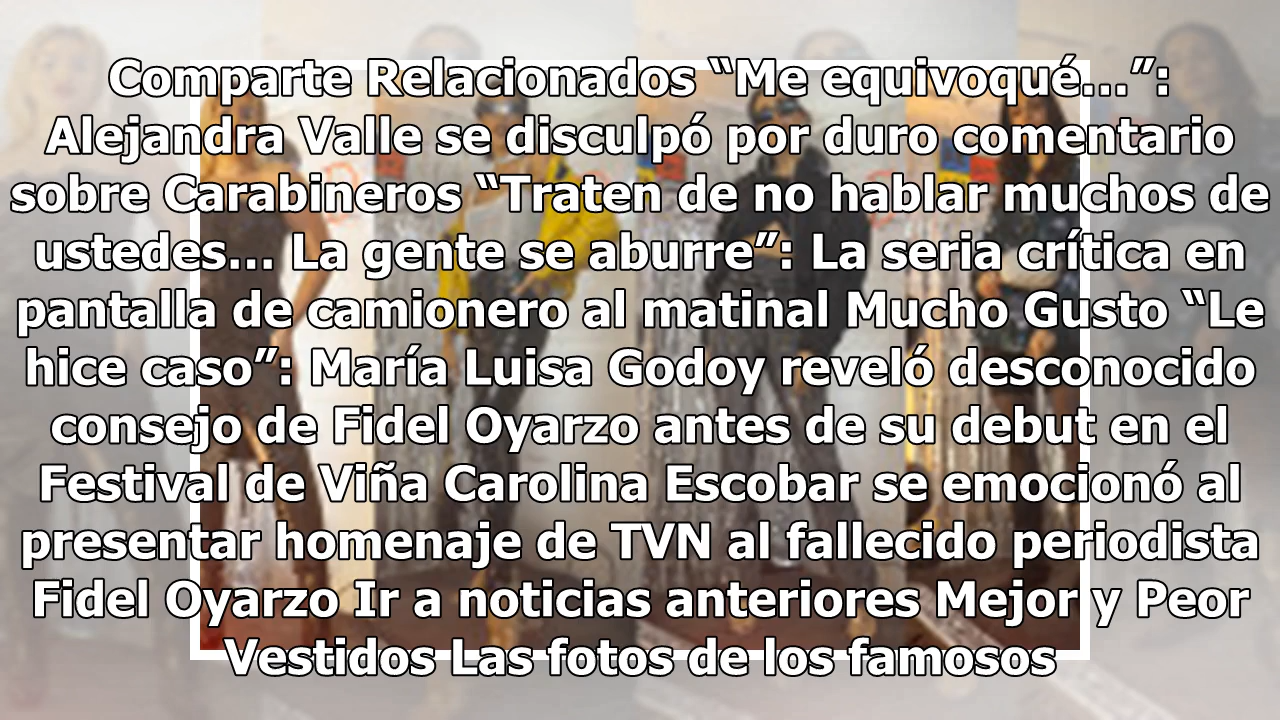 Comparte Relacionados “Me equivoqué...”:
Alejandra Valle se disculpó por duro comentario
sobre Carabineros “Traten de no hablar muchos de
ustedes... La gente se aburre”: La seria crítica en
pantalla de camionero al matinal Mucho Gusto “Le
hice caso”: María Luisa Godoy reveló desconocido
consejo de Fidel Oyarzo antes de su debut en el
Festival de Viña Carolina Escobar se emocionó al
presentar homenaje de TVN al fallecido periodista
Fidel Oyarzo Ir a noticias anteriores Mejor y Peor
Vestidos Las fotos de los famosos